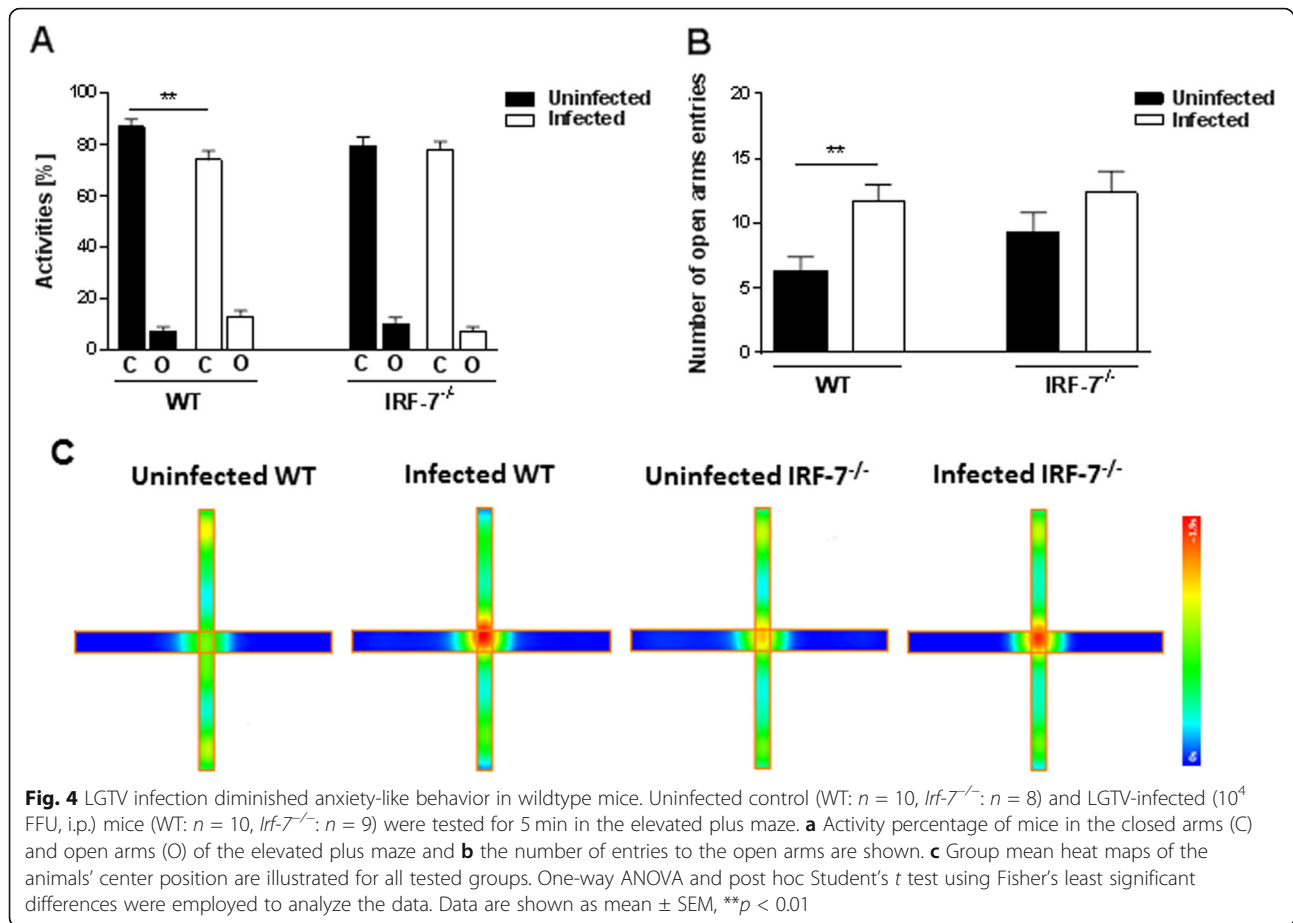 A
B
100
80
60
40
20
0
Activities [%]
**
Uninfected
Infected
C O C O C O C O
WT IRF-7-/-
20
15
10
5
0
Number of open arms entries
**
Uninfected
Infected
WT IRF-7-/-
C
Uninfected WT Infected WT Uninfected IRF-7-/- Infected IRF-7-/-
Fig. 4 LGTV infection diminished anxiety-like behavior in wildtype mice. Uninfected control (WT: n = 10, Irf-7−/−: n = 8) and LGTV-infected (10⁴
FFU, i.p.) mice (WT: n = 10, Irf-7−/−: n = 9) were tested for 5 min in the elevated plus maze. a Activity percentage of mice in the closed arms (C)
and open arms (O) of the elevated plus maze and b the number of entries to the open arms are shown. c Group mean heat maps of the
animals’ center position are illustrated for all tested groups. One-way ANOVA and post hoc Student’s t test using Fisher’s least significant
differences were employed to analyze the data. Data are shown as mean ± SEM, **p < 0.01